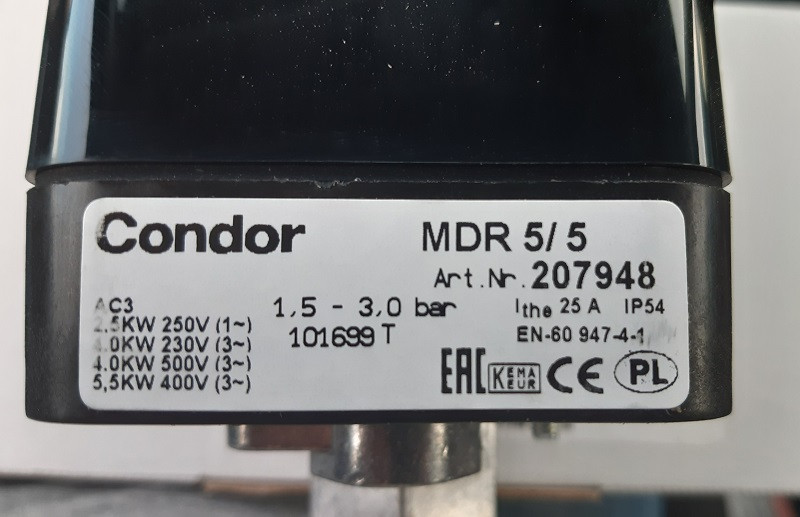 Condor
MDR 5/ 5
Art.Nr. 207948
AC3
2.5KW 250V (1~)
4.0KW 230V (3~)
4.0KW 500V (3~)
5,5KW 400V (3~)
1,5 - 3,0 bar
101699 T
Ithe 25 A IP54
EN-60 947-4-1
EAC
KEMA
KEUR
CE
PL